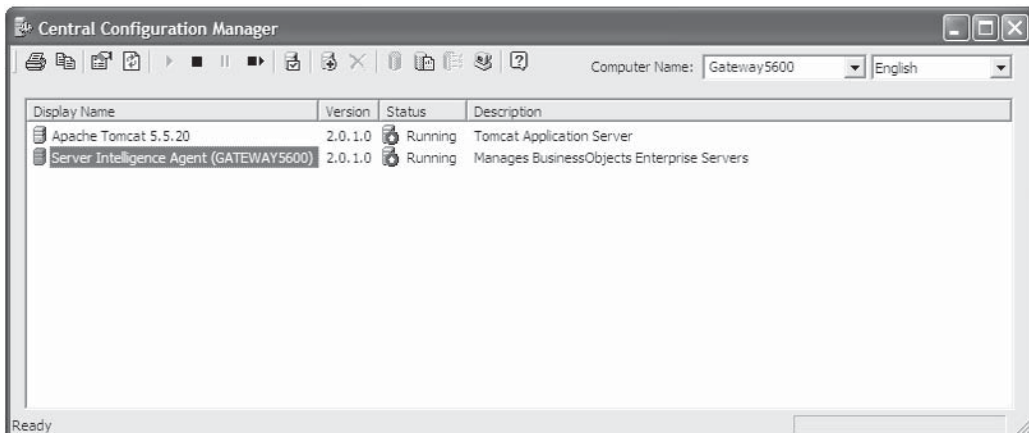 Central Configuration Manager
Computer Name: Gateway5600 English
Display Name Version Status Description
Apache Tomcat 5.5.20 2.0.1.0 Running Tomcat Application Server
Server Intelligence Agent (GATEWAY5600) 2.0.1.0 Running Manages BusinessObjects Enterprise Servers
Ready